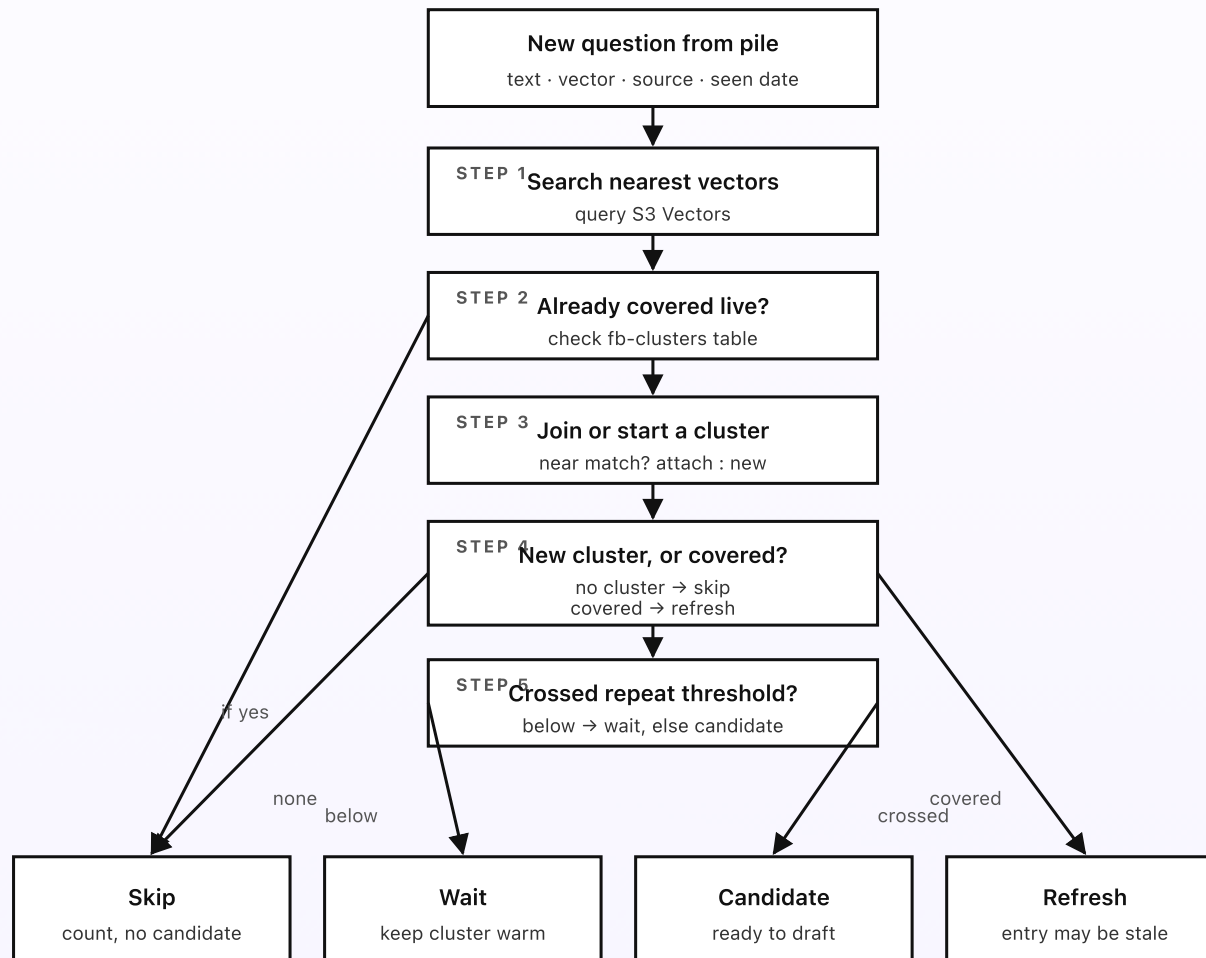 New question from pile
text · vector · source · seen date
STEP 1
Search nearest vectors
query S3 Vectors
STEP 2
Already covered live?
check fb-clusters table
STEP 3
Join or start a cluster
near match? attach : new
STEP 4
New cluster, or covered?
no cluster → skip
covered → refresh
STEP 5
Crossed repeat threshold?
below → wait, else candidate
if yes
none
below
covered
crossed
Skip
count, no candidate
Wait
keep cluster warm
Candidate
ready to draft
Refresh
entry may be stale